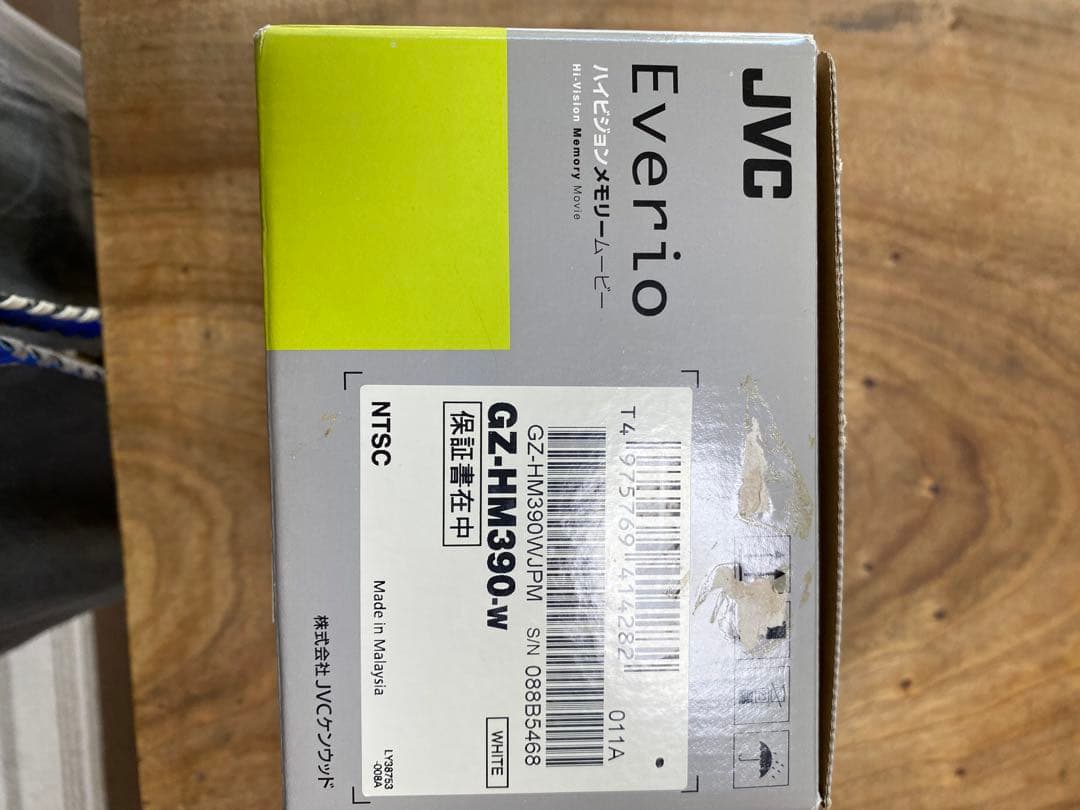 JVC
Everio
ハイビジョンメモリームービー
Hi-Vision Memory Movie
T4 975769 414282
011A
GZ-HM390WJPM S/N 088B5468
GZ-HM390-W
保証書在中
WHITE
NTSC
Made in Malaysia
LY38753
-008A
株式会社 JVCケンウッド